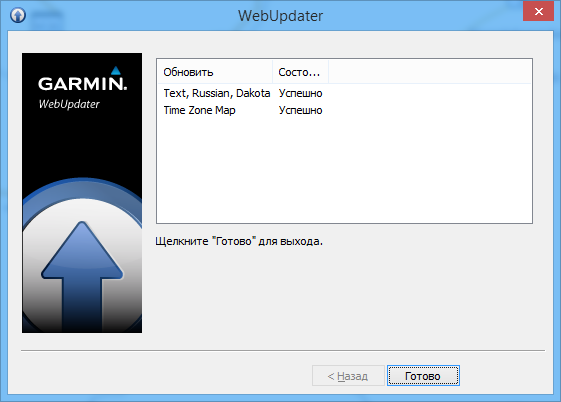 WebUpdater
GARMIN.
WebUpdater
Обновить Состо...
Text, Russian, Dakota Успешно
Time Zone Map Успешно
Щелкните "Готово" для выхода.
< Назад Готово